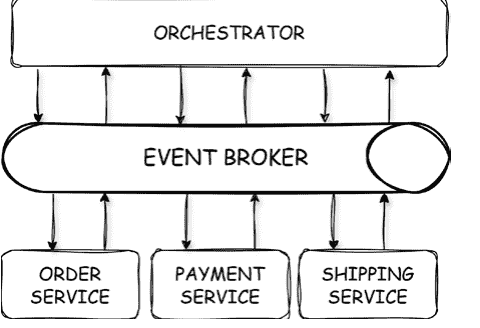 ORCHESTRATOR
EVENT BROKER
ORDER
SERVICE
PAYMENT
SERVICE
SHIPPING
SERVICE